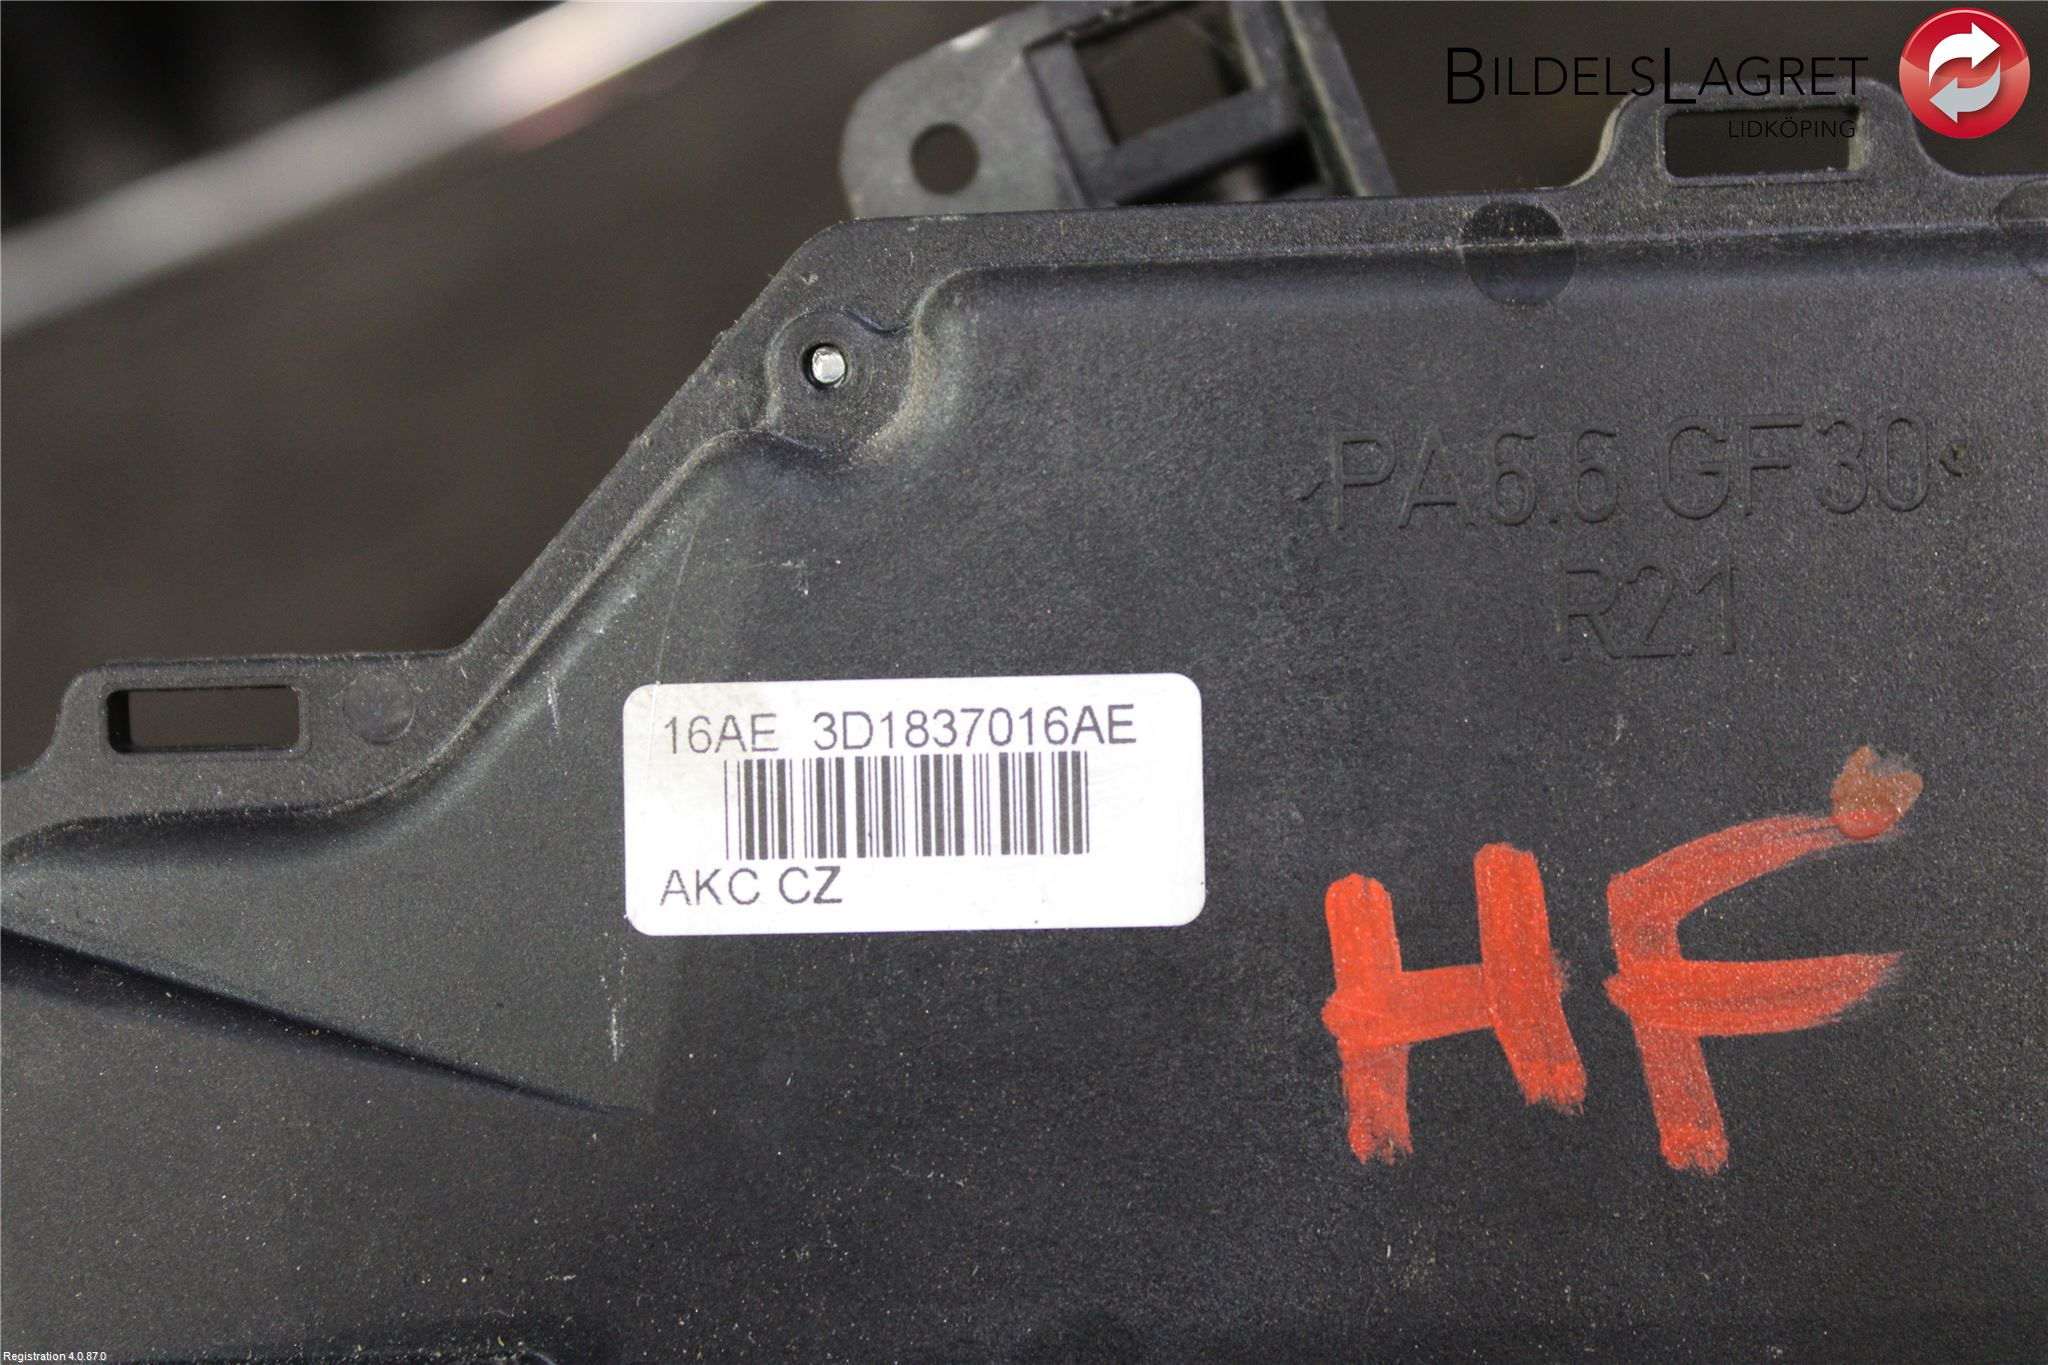 BILDELSLAGRET
LIDKÖPING
PA6.6 GF30
R21
16AE 3D1837016AE
AKC CZ
HF
Registration 4.0.87.0